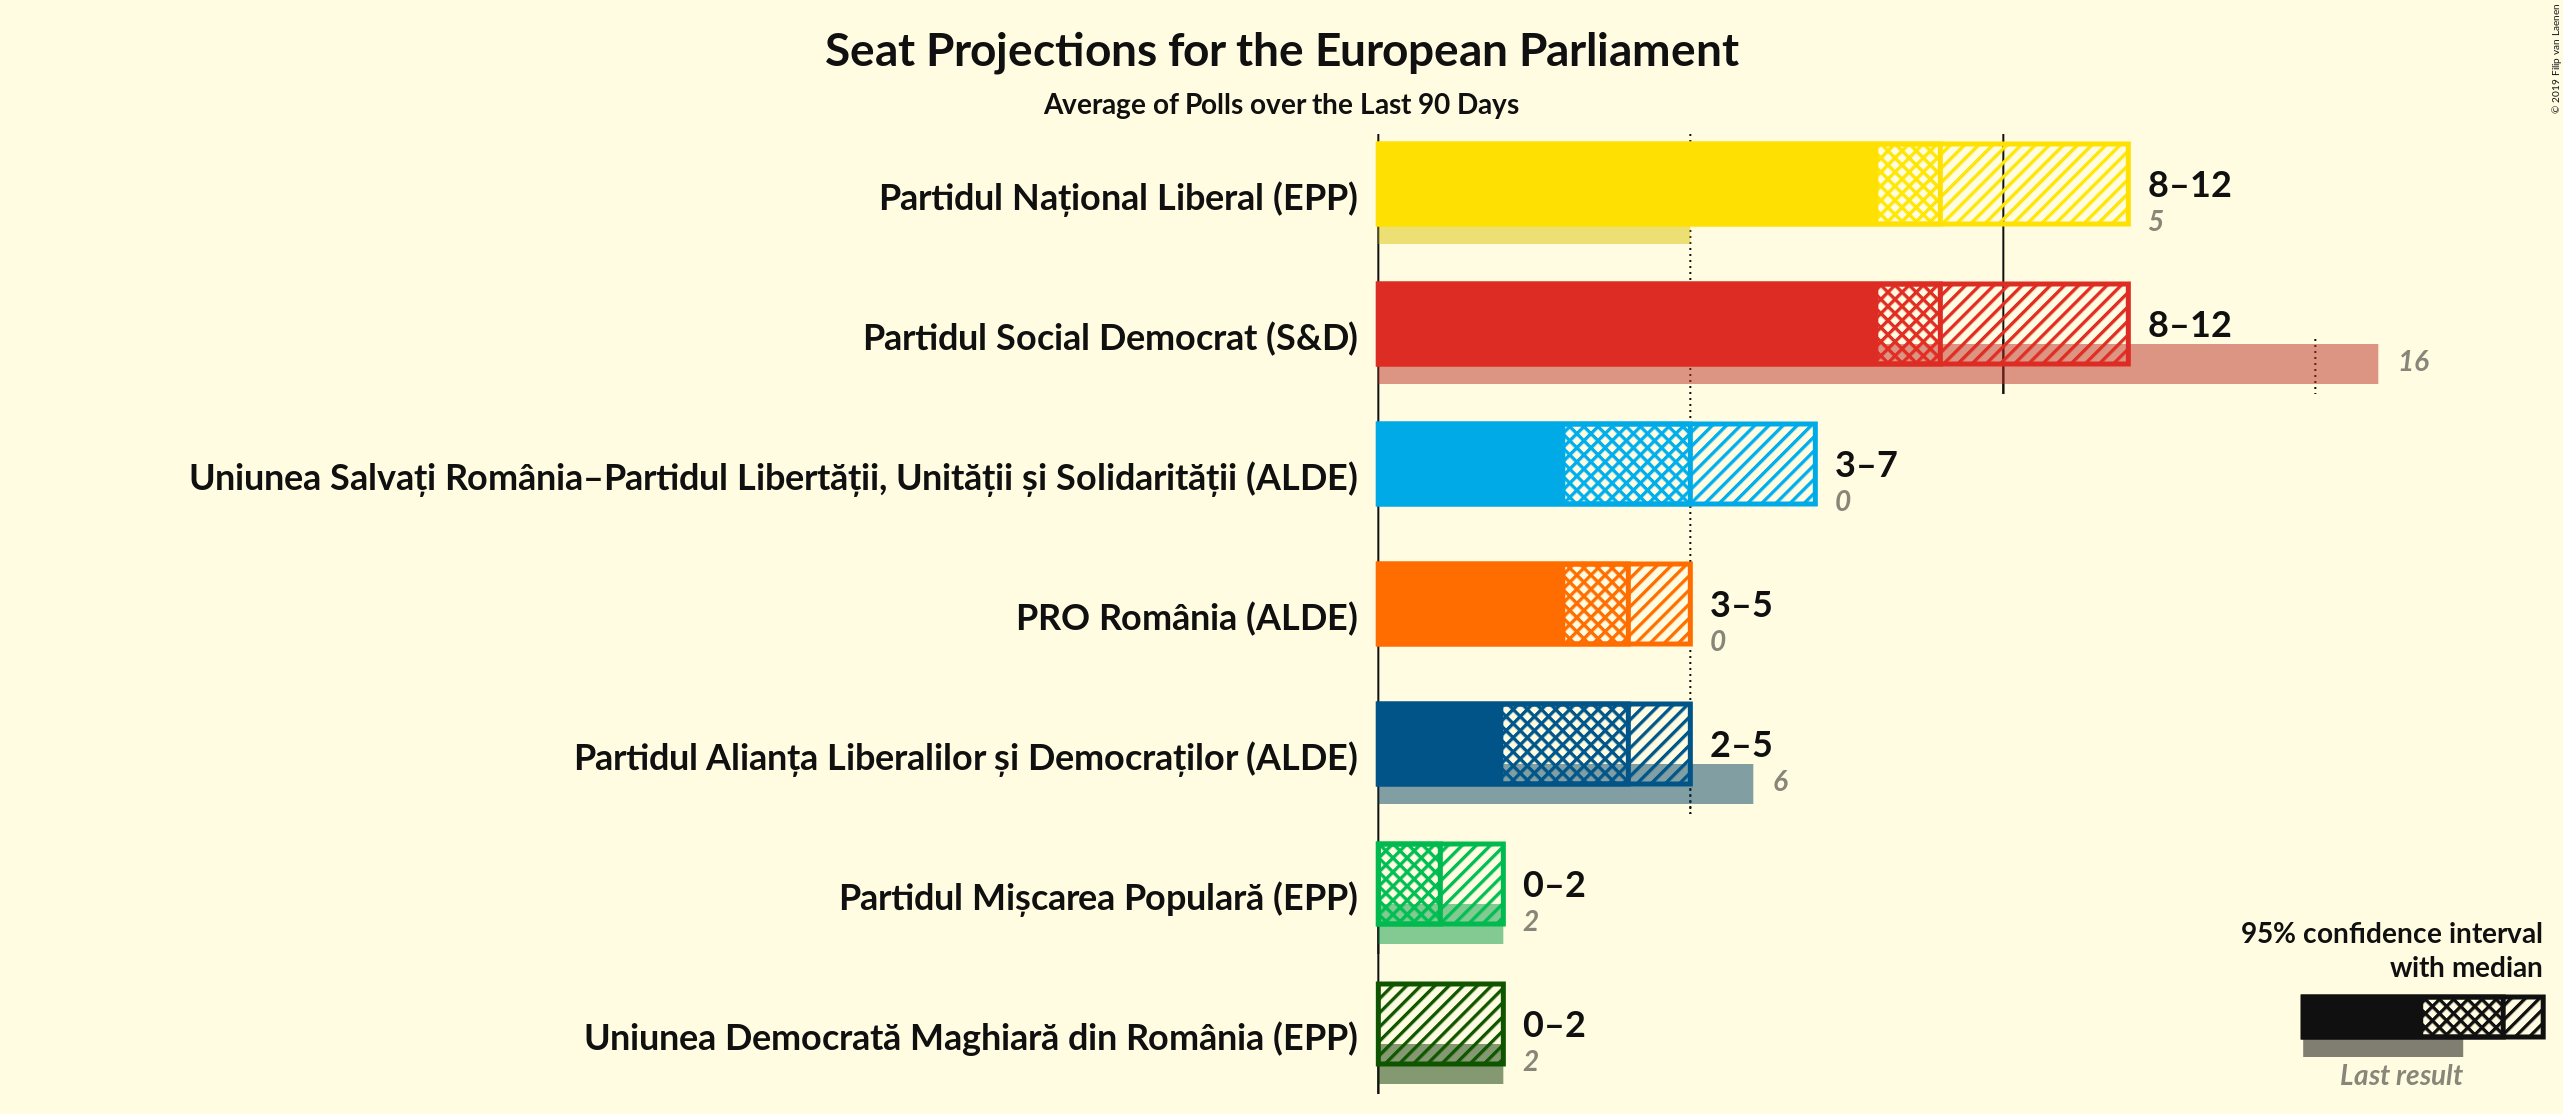 Seat Projections for the European Parliament
Average of Polls over the Last 90 Days
© 2019 Filip van Laenen
Partidul Național Liberal (EPP)
8–12
5
Partidul Social Democrat (S&D)
8–12
16
Uniunea Salvați România–Partidul Libertății, Unității și Solidarității (ALDE)
3–7
0
PRO România (ALDE)
3–5
0
Partidul Alianța Liberalilor și Democraților (ALDE)
2–5
6
Partidul Mișcarea Populară (EPP)
0–2
2
Uniunea Democrată Maghiară din România (EPP)
0–2
2
95% confidence interval
with median
Last result